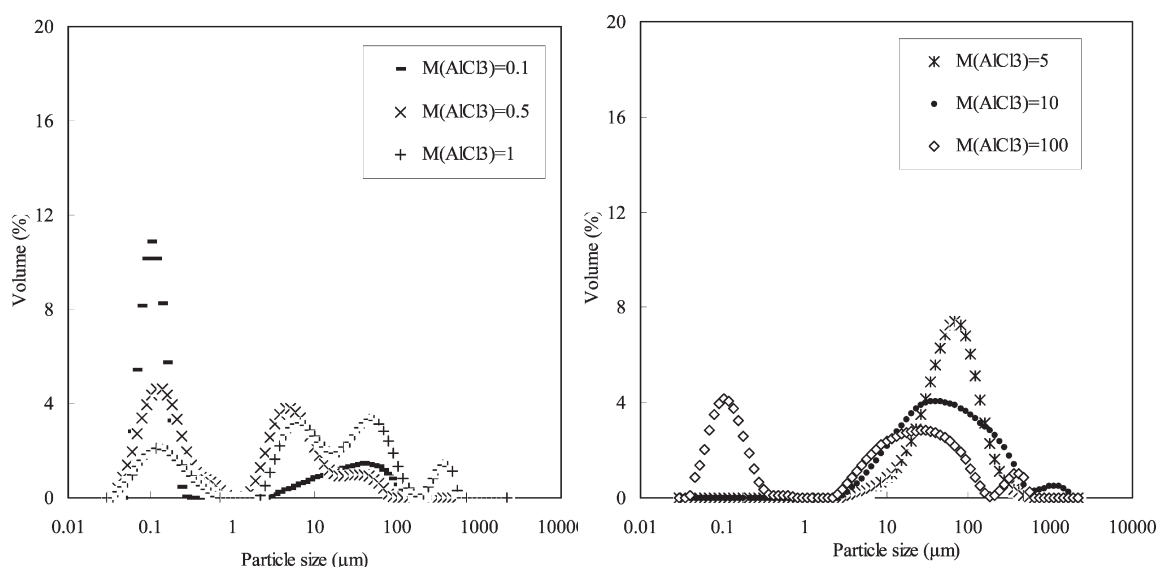 20
16
12
8
4
0
Volume (%)
M(AlCl3)=0.1
M(AlCl3)=0.5
M(AlCl3)=1
0.01 0.1 1 10 100 1000 10000
Particle size (μm)
20
16
12
8
4
0
Volume (%)
M(AlCl3)=5
M(AlCl3)=10
M(AlCl3)=100
0.01 0.1 1 10 100 1000 10000
Particle size (μm)